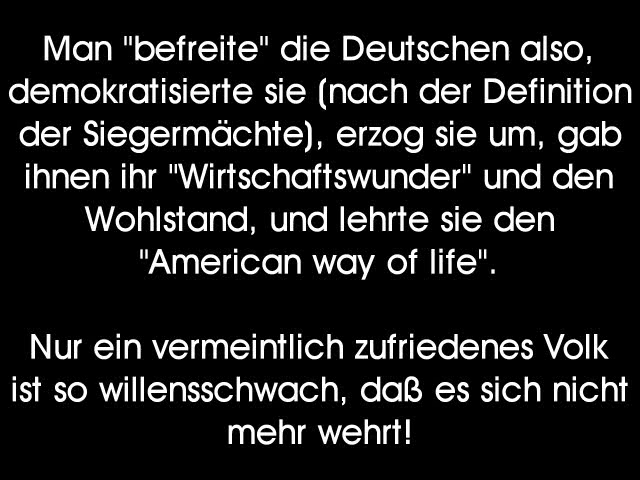 Man "befreite" die Deutschen also,
demokratisierte sie (nach der Definition
der Siegermächte), erzog sie um, gab
ihnen ihr "Wirtschaftswunder" und den
Wohlstand, und lehrte sie den
"American way of life".
Nur ein vermeintlich zufriedenes Volk
ist so willensschwach, daß es sich nicht
mehr wehrt!